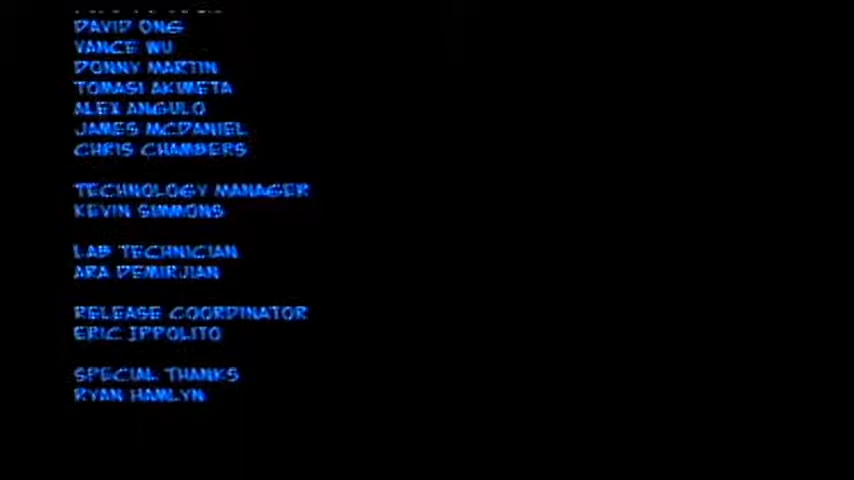 DAVID ONG
VANCE WU
DONNY MARTIN
TOMASI AKIMETA
ALEX ANGULO
JAMES MCDANIEL
CHRIS CHAMBERS
TECHNOLOGY MANAGER
KEVIN SIMMONS
LAB TECHNICIAN
ARA DEMIRJIAN
RELEASE COORDINATOR
ERIC IPPOLITO
SPECIAL THANKS
RYAN HAMLYN